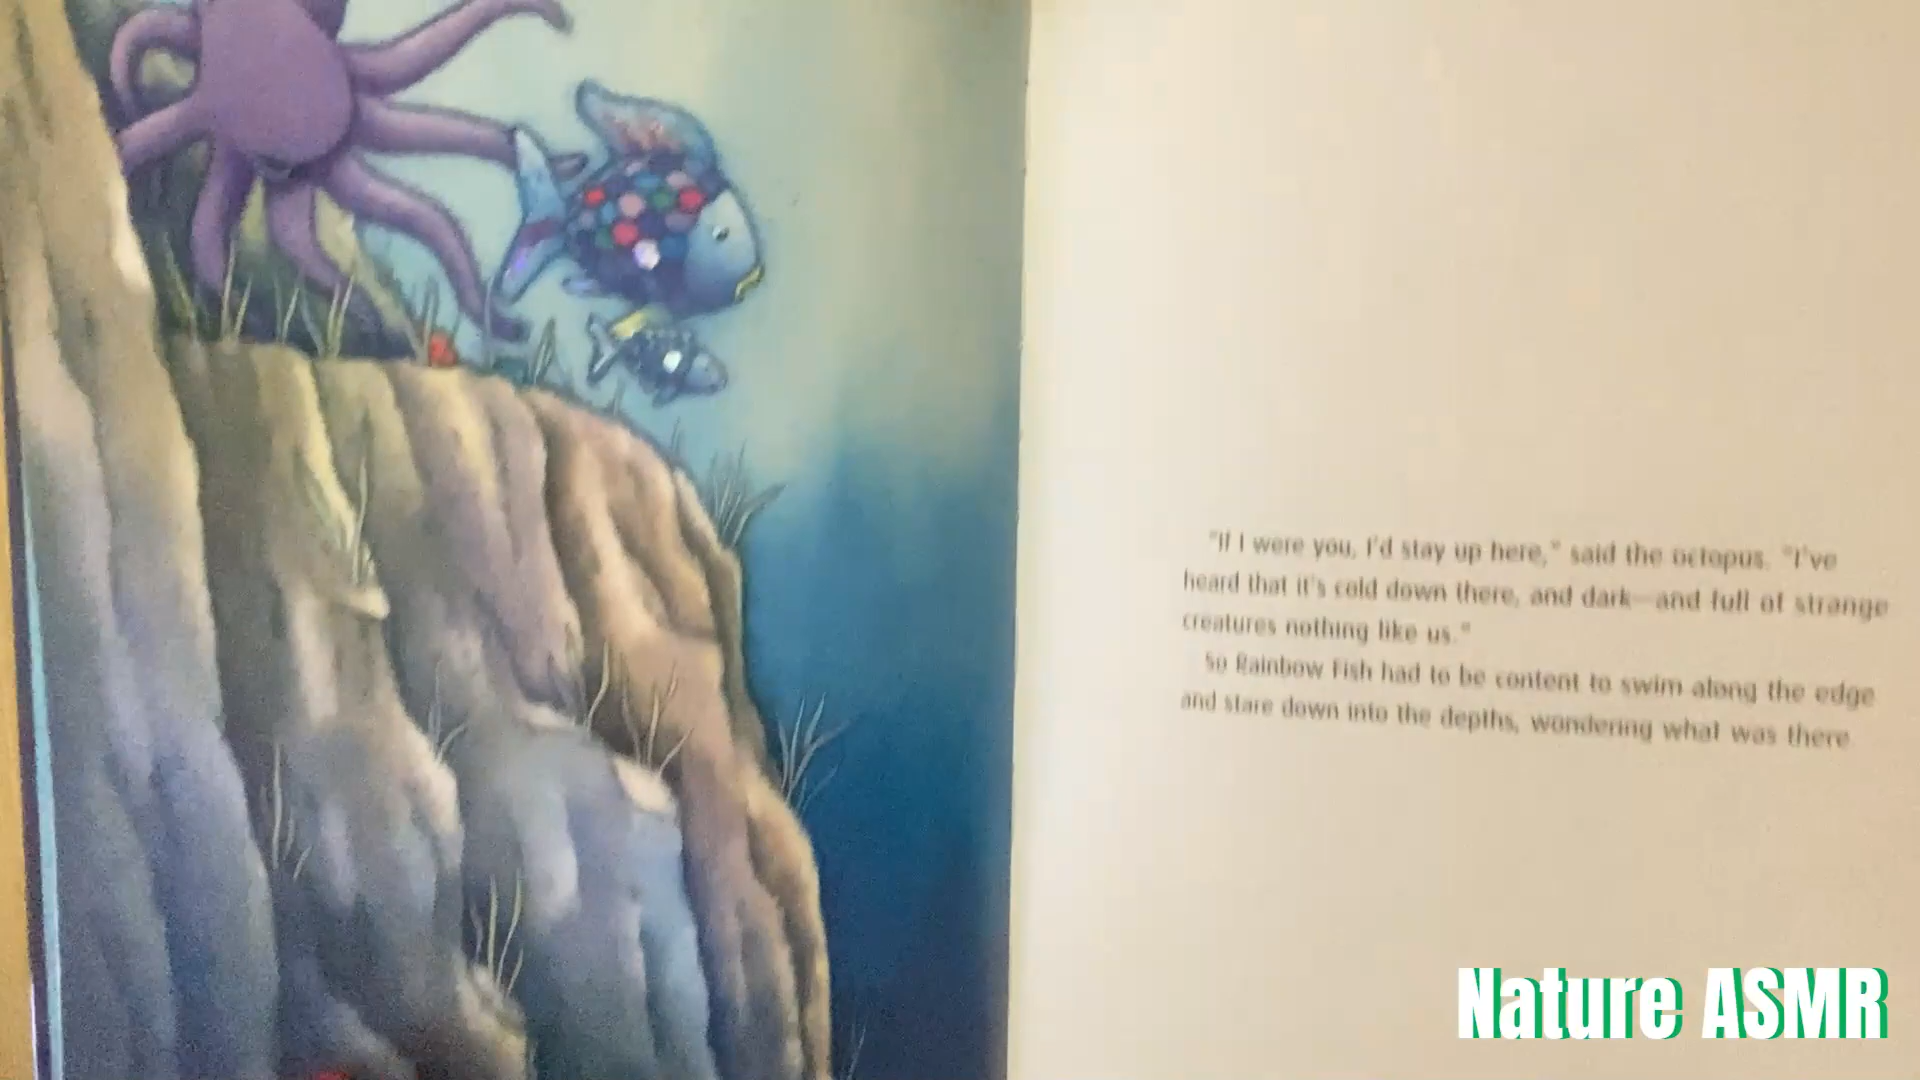 "If I were you, I'd stay up here," said the octopus. "I've
heard that it's cold down there, and dark—and full of strange
creatures nothing like us."
So Rainbow Fish had to be content to swim along the edge
and stare down into the depths, wondering what was there
Nature ASMR